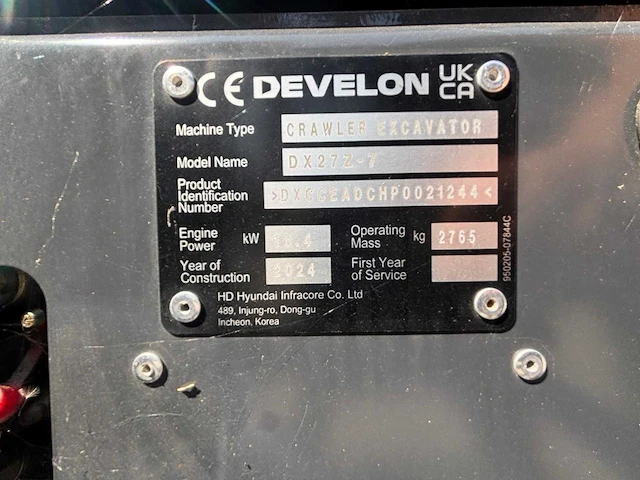 CE DEVELON UK CA
Machine Type CRAWLER EXCAVATOR
Model Name DX27Z-7
Product Identification Number
Engine Power kW Operating Mass kg 2765
Year of Construction 2024 First Year of Service
HD Hyundai Infracore Co. Ltd
489, Injung-ro, Dong-gu
Incheon, Korea
950205-07844C